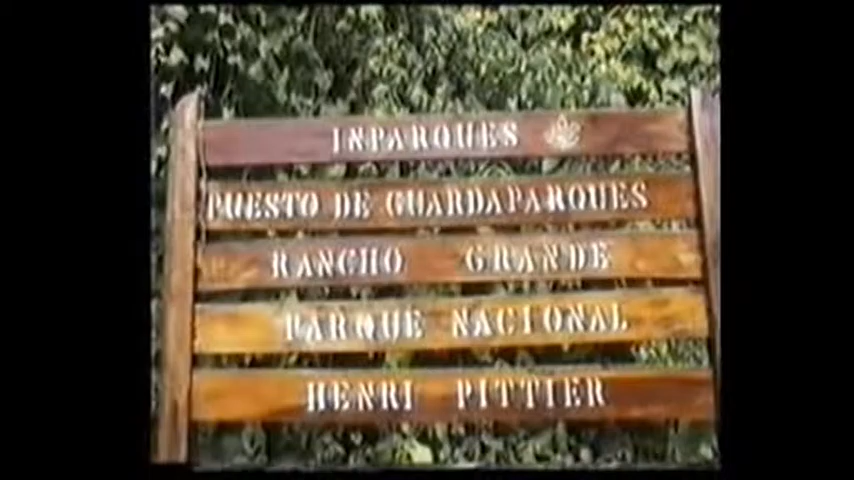 INPARQUES
PUESTO DE GUARDAPARQUES
RANCHO GRANDE
PARQUE NACIONAL
HENRI PITTIER